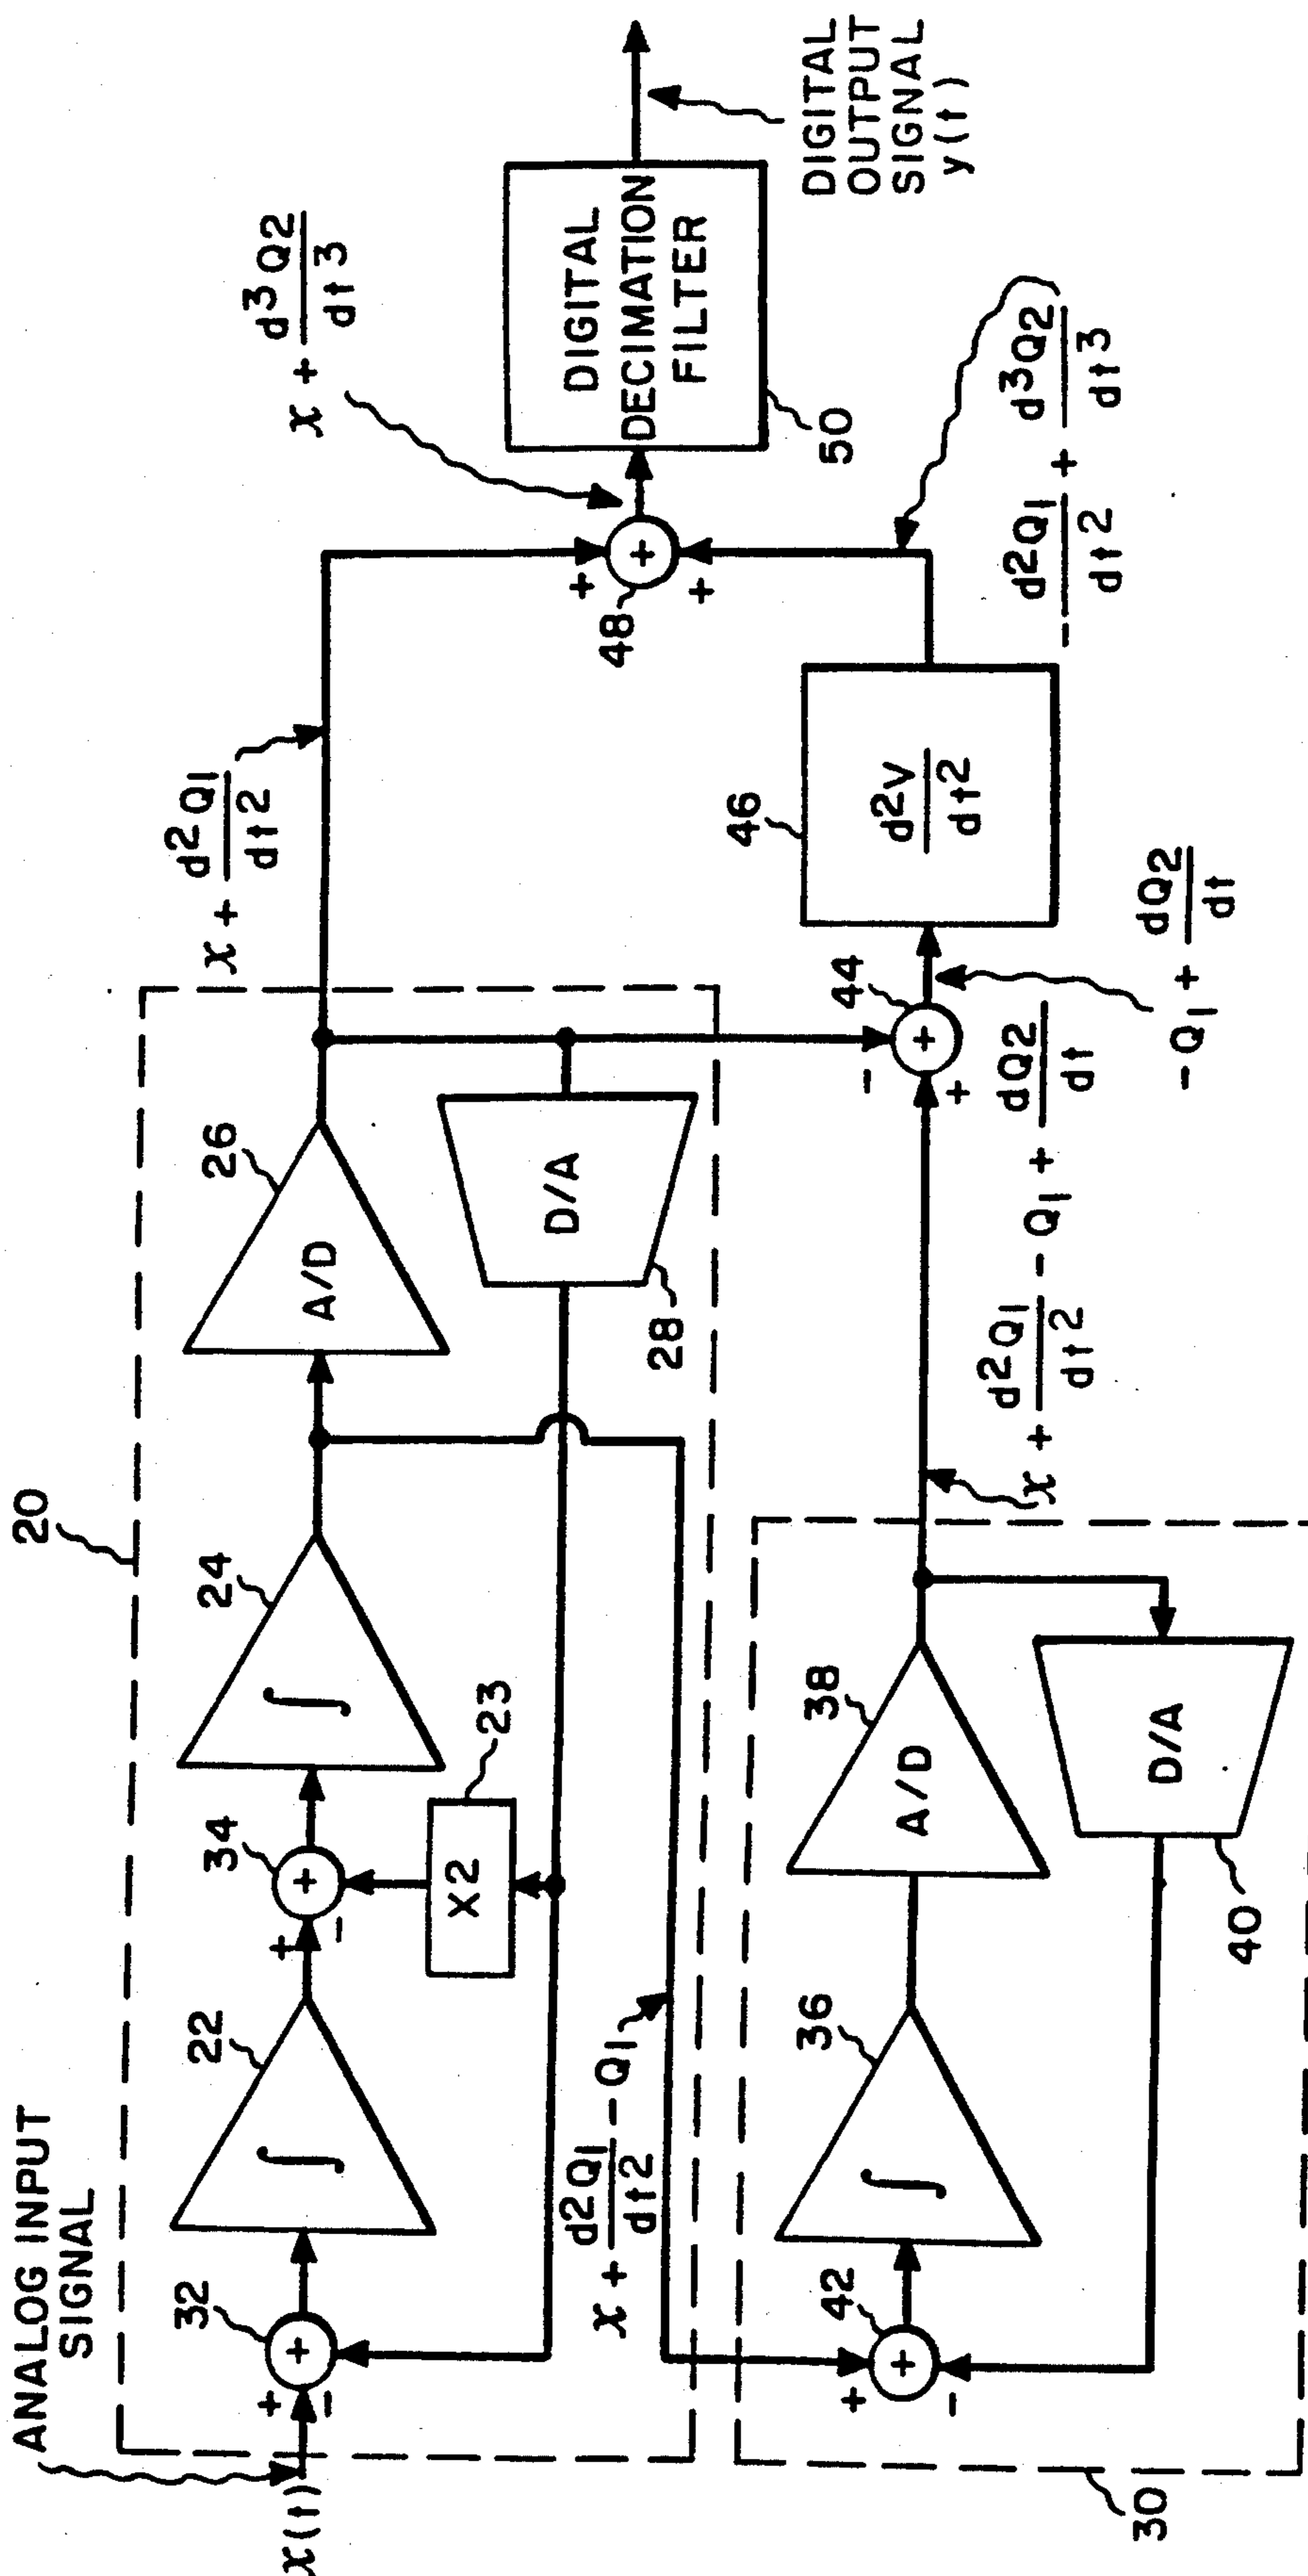 ANALOG INPUT
SIGNAL
x(t)
20
32
+
+
-
22
∫
34
+
+
-
23
X2
24
∫
26
A/D
28
D/A
x + d²Q1/dt²
x + d²Q1/dt² - Q1
30
42
+
+
-
36
∫
38
A/D
40
D/A
x + d²Q1/dt² - Q1 + dQ2/dt
44
+
-
+
-Q1 + dQ2/dt
46
d²V/dt²
-d²Q1/dt² + d³Q2/dt³
48
+
+
+
x + d³Q2/dt³
DIGITAL
DECIMATION
FILTER
50
DIGITAL
OUTPUT
SIGNAL
y(t)